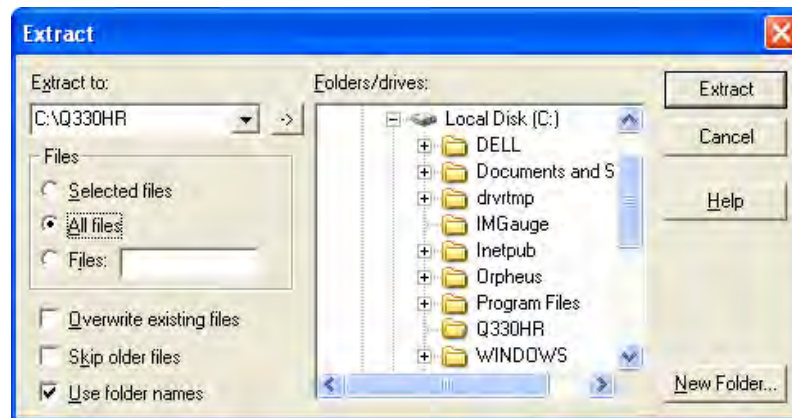 Extract
Extract to:
C:\Q330HR
->
Files
Selected files
All files
Files:
Overwrite existing files
Skip older files
Use folder names
Folders/drives:
Local Disk (C:)
DELL
Documents and S
drvrtmp
IMGauge
Inetpub
Orpheus
Program Files
Q330HR
WINDOWS
Extract
Cancel
Help
New Folder...